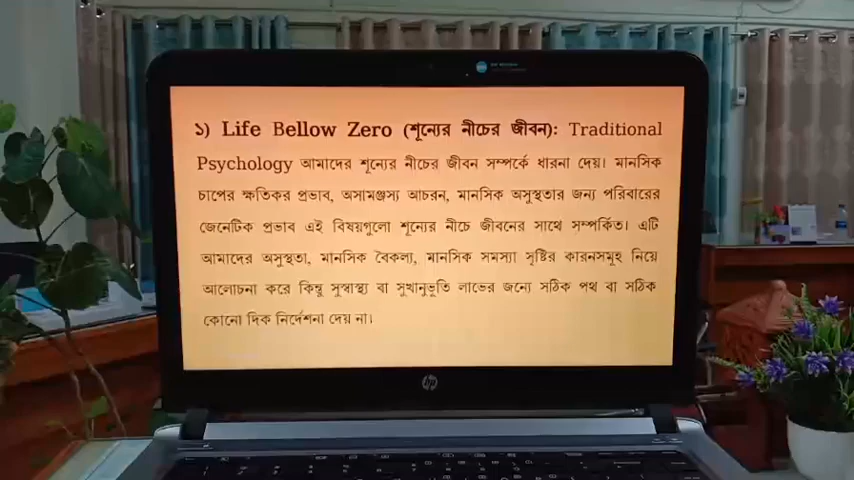 ১) Life Bellow Zero (শূন্যের নীচের জীবন): Traditional
Psychology আমাদের শূন্যের নীচের জীবন সম্পর্কে ধারনা দেয়। মানসিক
চাপের ক্ষতিকর প্রভাব, অসামঞ্জস্য আচরন, মানসিক অসুস্থতার জন্য পরিবারের
জেনেটিক প্রভাব এই বিষয়গুলো শূন্যের নীচে জীবনের সাথে সম্পর্কিত। এটি
আমাদের অসুস্থতা, মানসিক বৈকল্য, মানসিক সমস্যা সৃষ্টির কারনসমূহ নিয়ে
আলোচনা করে কিন্তু সুস্বাস্থ্য বা সুখানুভূতি লাভের জন্যে সঠিক পথ বা সঠিক
কোনো দিক নির্দেশনা দেয় না।
hp